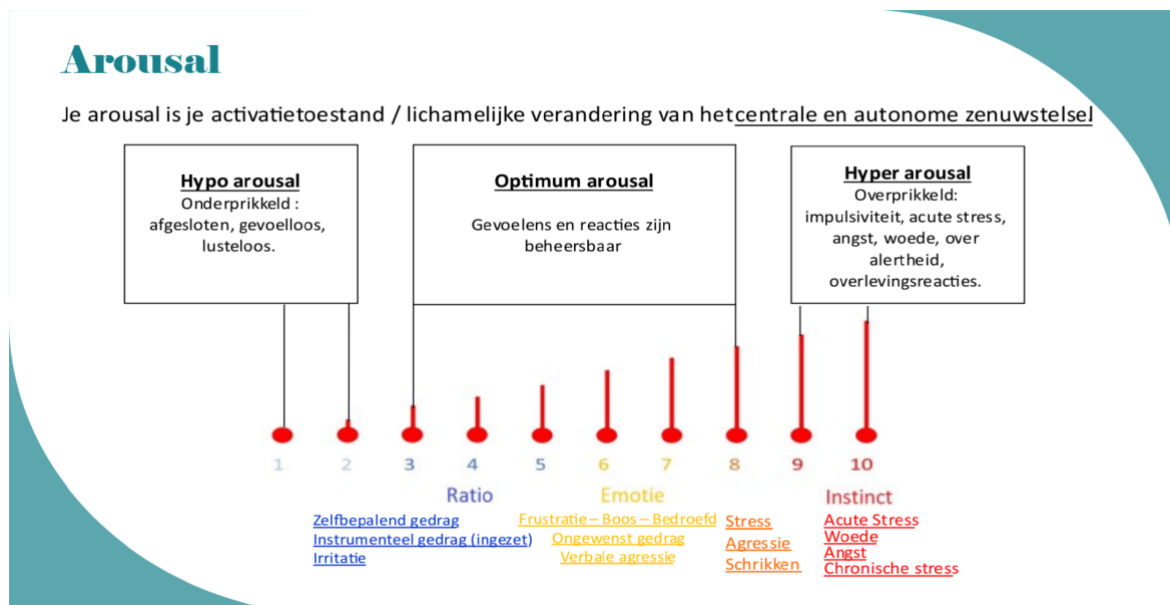 Arousal
Je arousal is je activatietoestand / lichamelijke verandering van het centrale en autonome zenuwstelsel
Hypo arousal
Onderprikkeld :
afgesloten, gevoelloos,
lusteloos.
Optimum arousal
Gevoelens en reacties zijn
beheersbaar
Hyper arousal
Overprikkeld:
impulsiviteit, acute stress,
angst, woede, over
alertheid,
overlevingsreacties.
1 2 3 4 5 6 7 8 9 10
Ratio Emotie Instinct
Zelfbepalend gedrag
Instrumenteel gedrag (ingezet)
Irritatie
Frustratie – Boos – Bedroefd
Ongewenst gedrag
Verbale agressie
Stress
Agressie
Schrikken
Acute Stress
Woede
Angst
Chronische stress